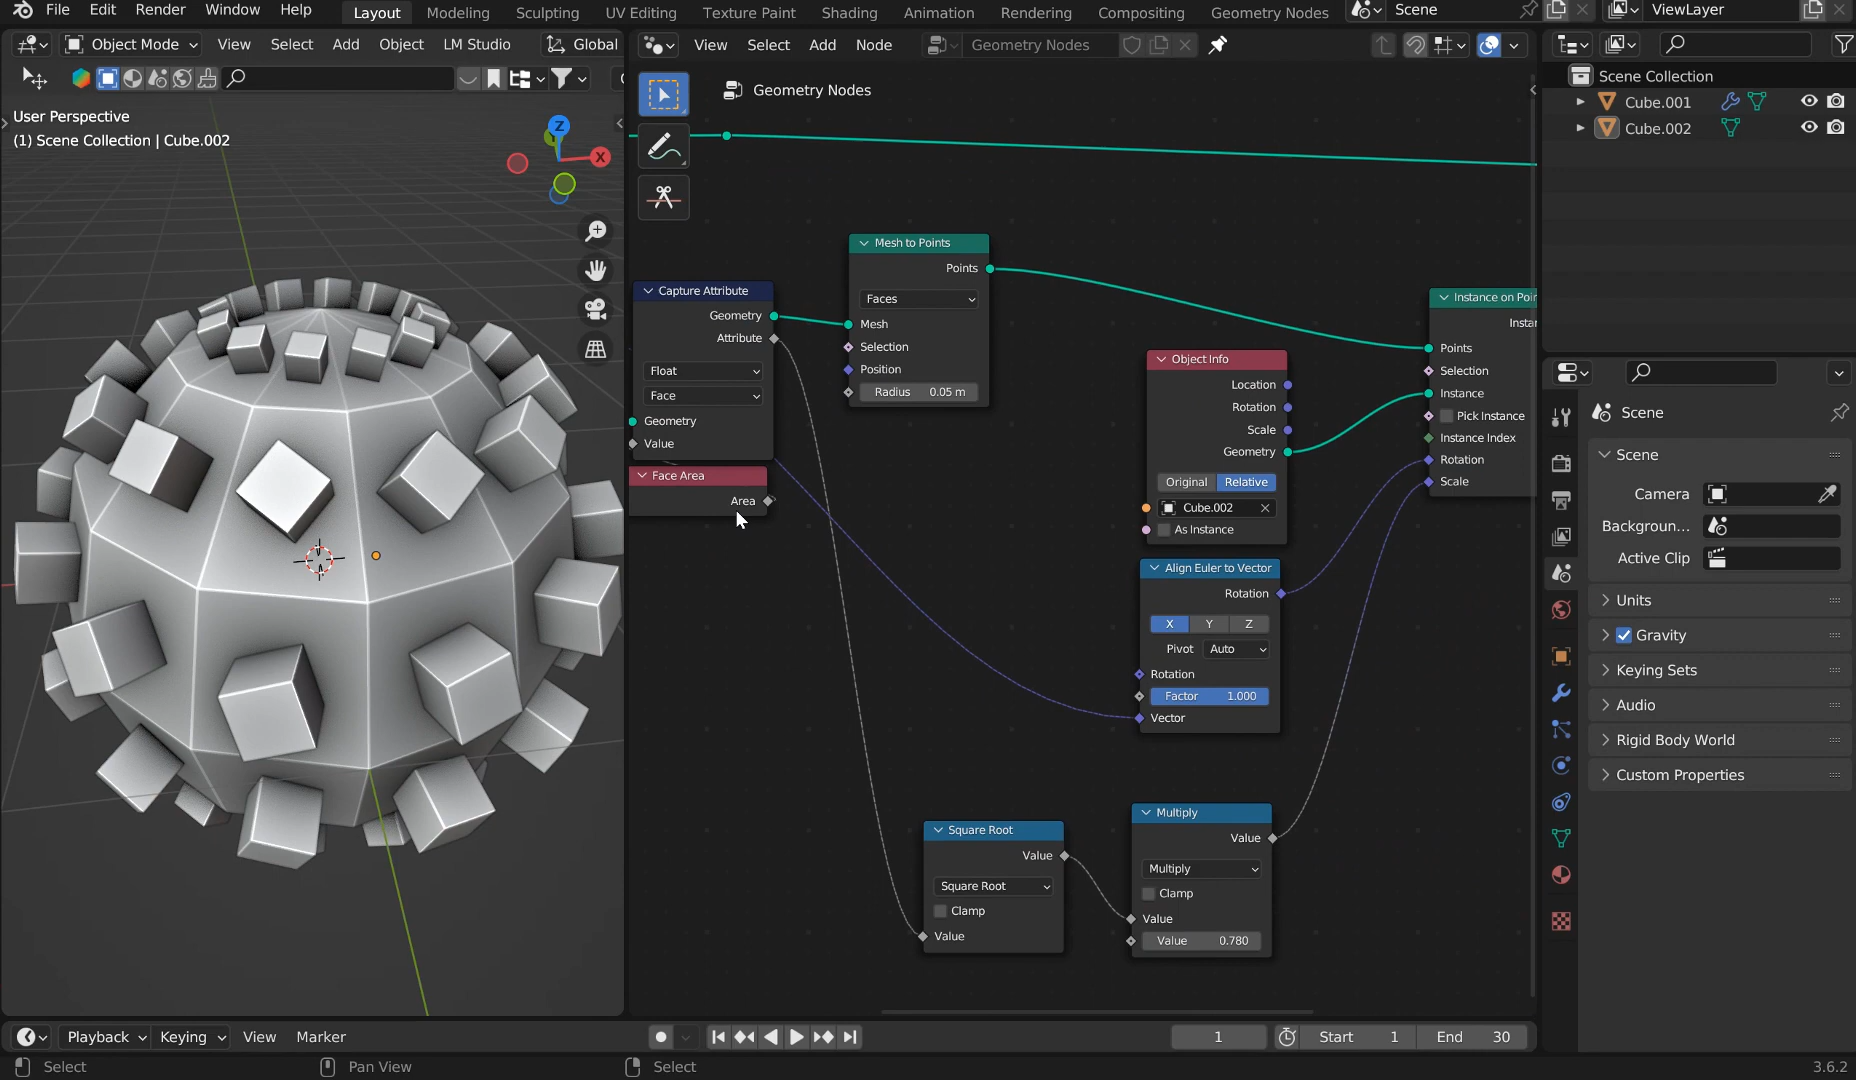 File Edit Render Window Help Layout Modeling Sculpting UV Editing Texture Paint Shading Animation Rendering Compositing Geometry Nodes Scene ViewLayer
Object Mode View Select Add Object LM Studio Global View Select Add Node Geometry Nodes
User Perspective
(1) Scene Collection | Cube.002
Z
X
Geometry Nodes
Capture Attribute
Geometry
Attribute
Float
Face
Geometry
Value
Face Area
Area
Mesh to Points
Points
Faces
Mesh
Selection
Position
Radius 0.05 m
Object Info
Location
Rotation
Scale
Geometry
Original Relative
Cube.002
As Instance
Align Euler to Vector
Rotation
X Y Z
Pivot Auto
Rotation
Factor 1.000
Vector
Square Root
Value
Square Root
Clamp
Value
Multiply
Value
Multiply
Clamp
Value
Value 0.780
Instance on Poin
Instan
Points
Selection
Instance
Pick Instance
Instance Index
Rotation
Scale
Scene Collection
Cube.001
Cube.002
Scene
Scene
Camera
Backgroun...
Active Clip
Units
Gravity
Keying Sets
Audio
Rigid Body World
Custom Properties
Playback Keying View Marker 1 Start 1 End 30
Select Pan View Select 3.6.2